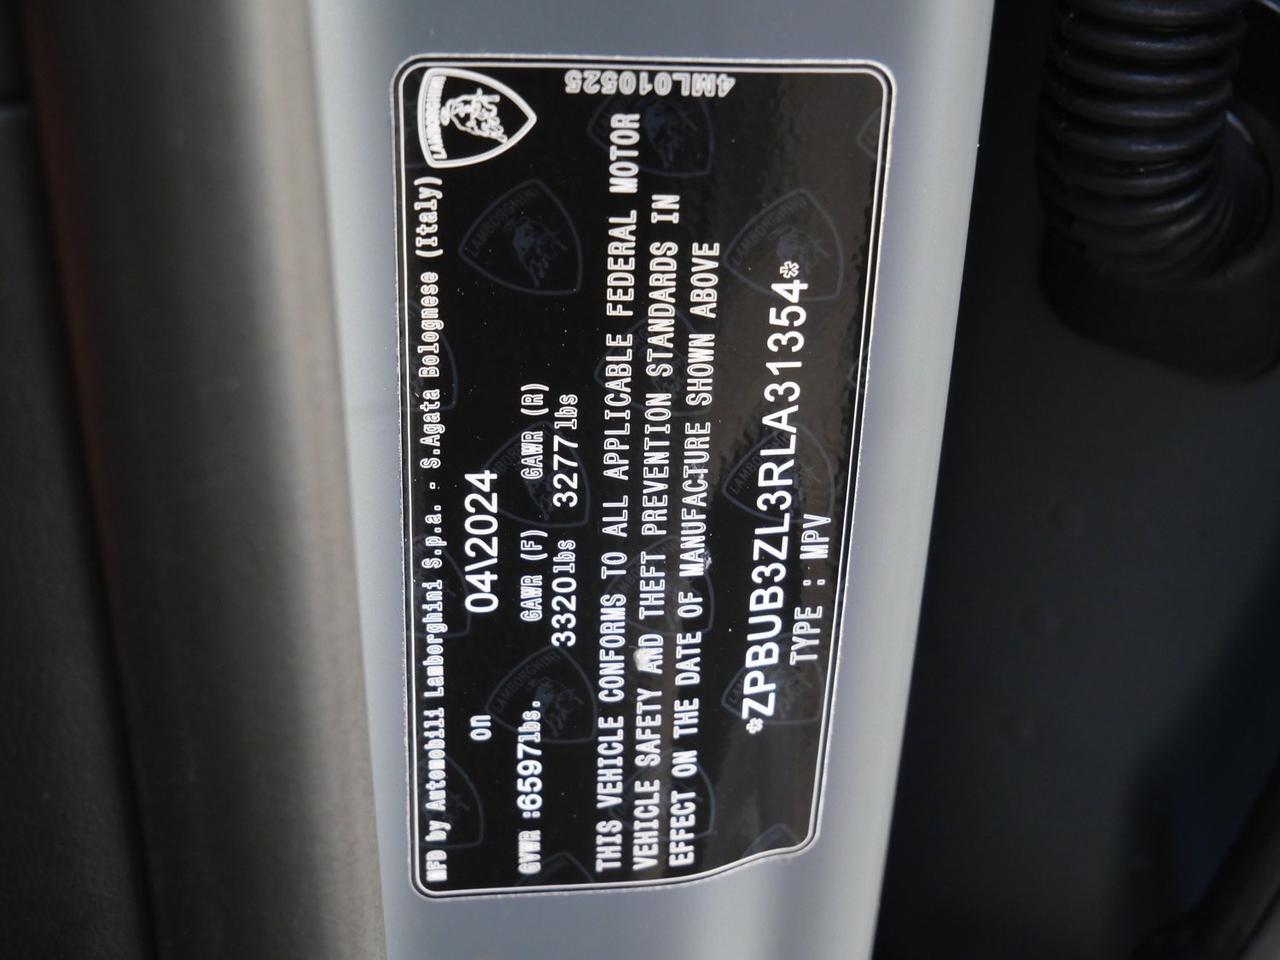 MFD by Automobili Lamborghini S.p.a. - S.Agata Bolognese (Italy)
LAMBORGHINI
on 04\2024
GVWR :6597lbs. GAWR (F) GAWR (R)
3320lbs 3277lbs
THIS VEHICLE CONFORMS TO ALL APPLICABLE FEDERAL MOTOR
VEHICLE SAFETY AND THEFT PREVENTION STANDARDS IN
EFFECT ON THE DATE OF MANUFACTURE SHOWN ABOVE
*ZPBUB3ZL3RLA31354*
TYPE : MPV
4ML010525